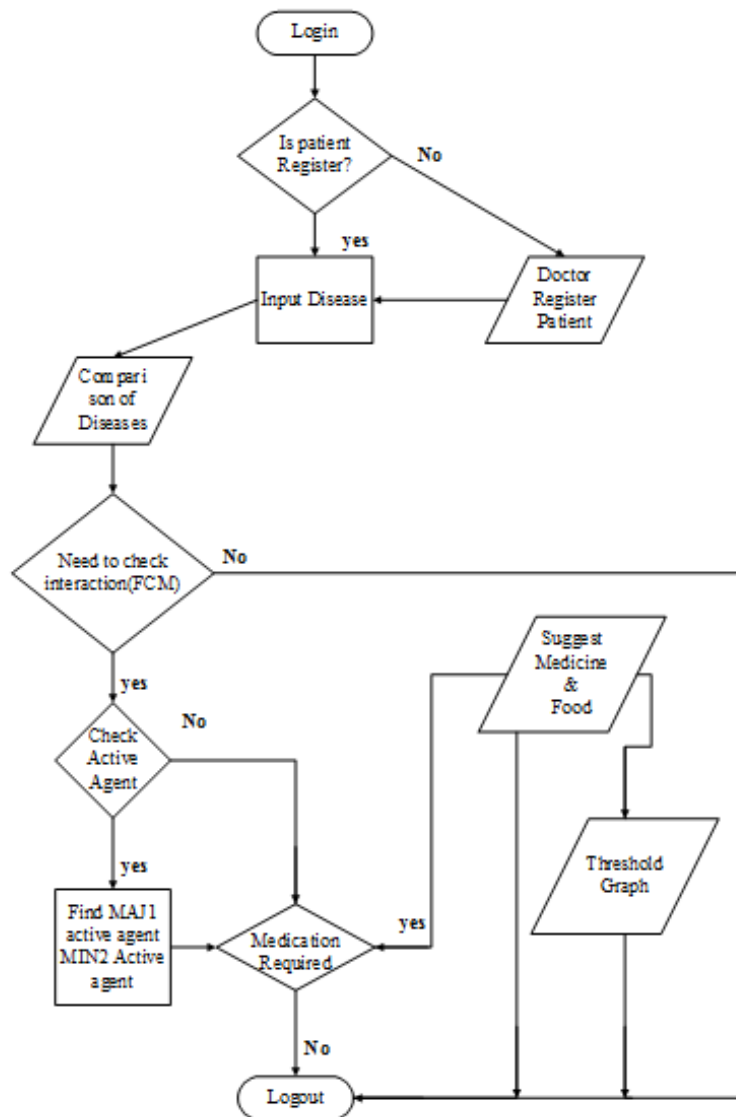 Login
Is patient
Register?
No
yes
Input Disease
Doctor
Register
Patient
Compari
son of
Diseases
Need to check
interaction(FCM)
No
yes
Suggest
Medicine
&
Food
Check
Active
Agent
No
yes
Threshold
Graph
Find MAJ1
active agent
MIN2 Active
agent
Medication
Required
yes
No
Logout